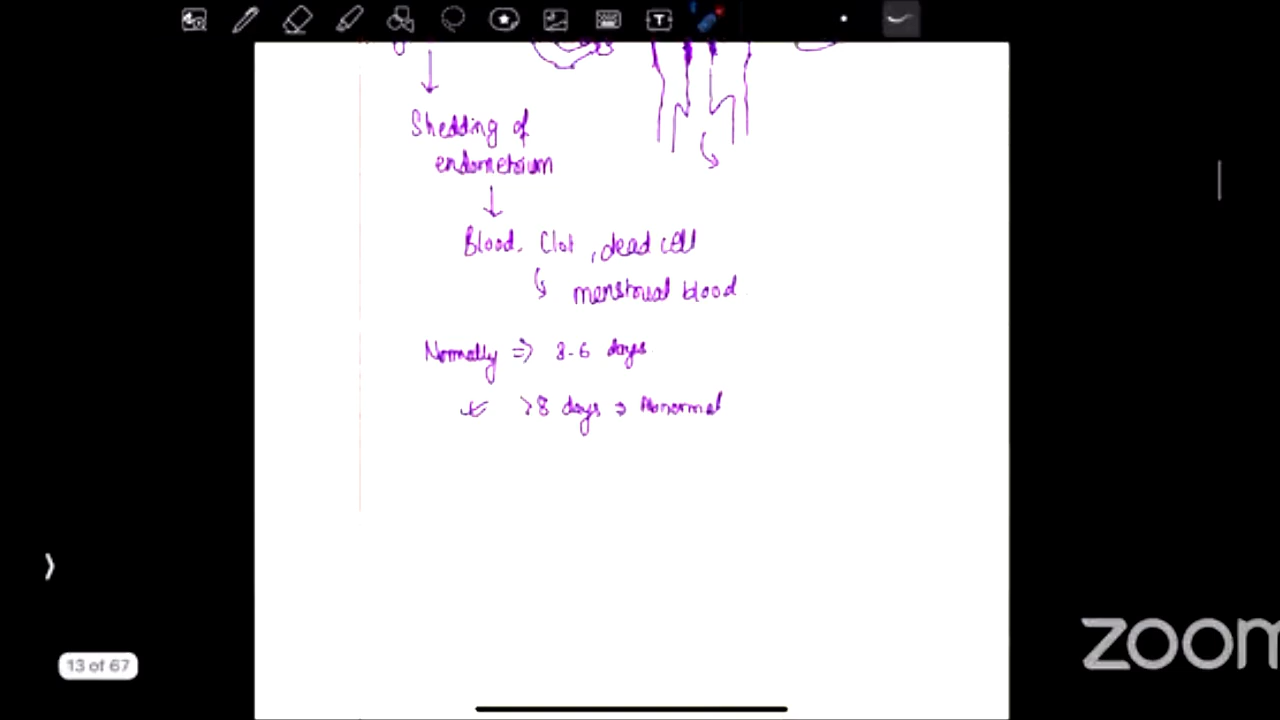 ↓
Shedding of
endometrium
↓
Blood, Clot, dead cell
↳ menstrual blood
Normally ⇒ 3-6 days
>8 days ⇒ Abnormal
13 of 67
zoom